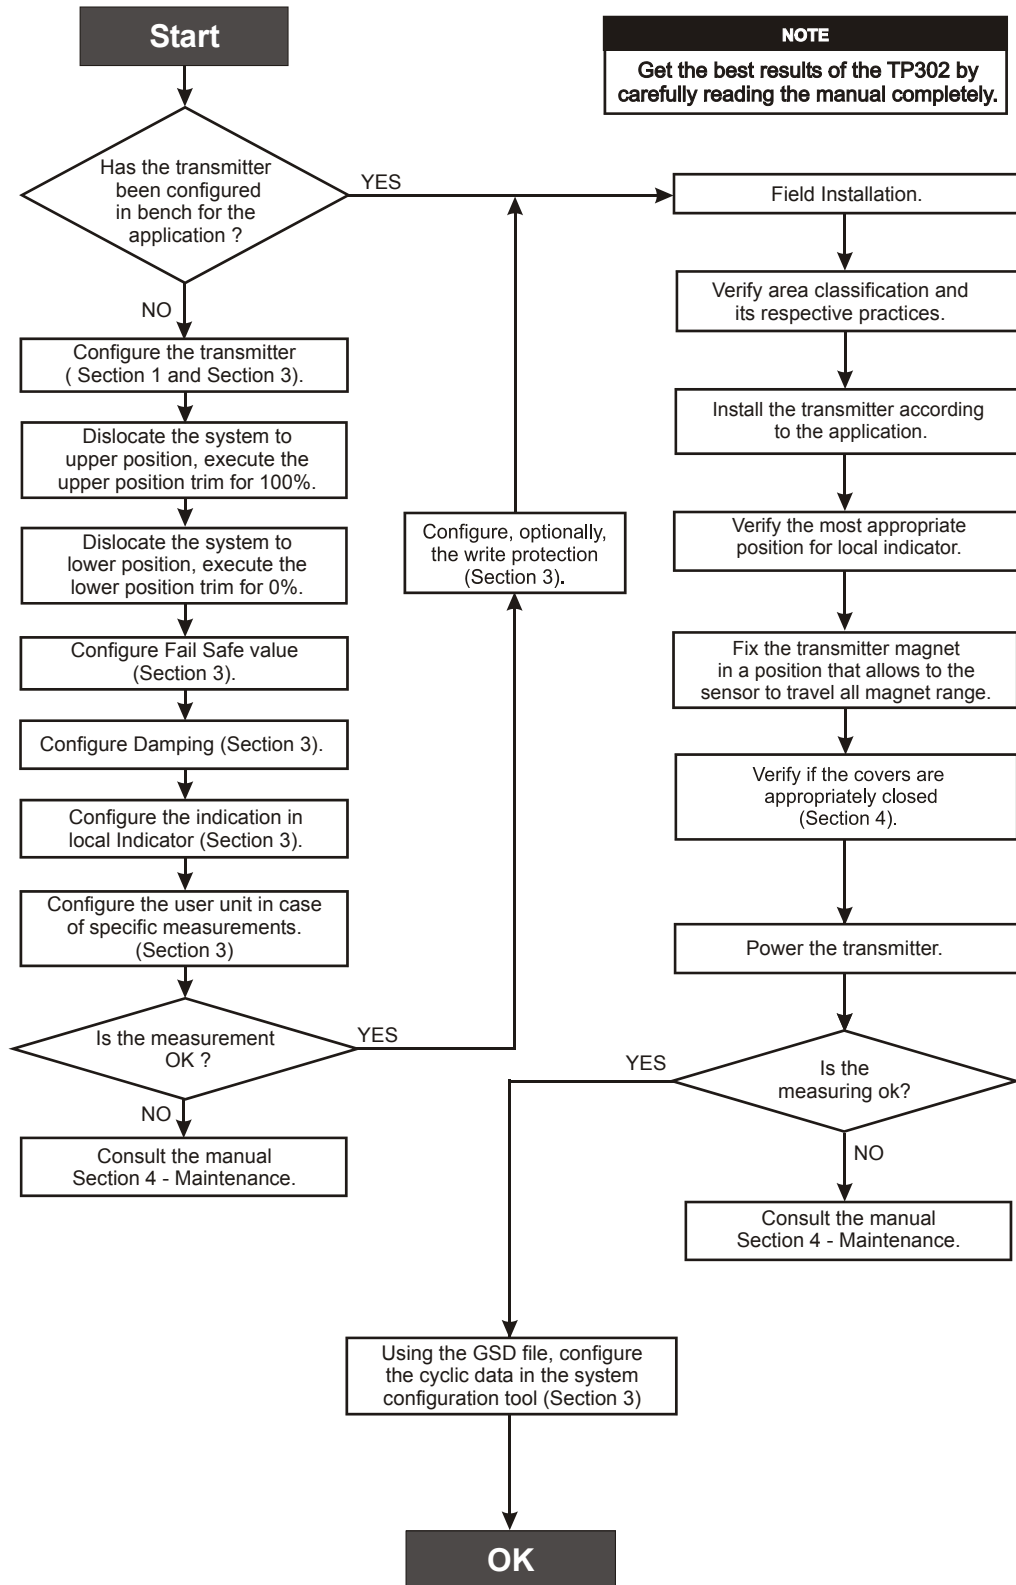 Start
NOTE
Get the best results of the TP302 by
carefully reading the manual completely.
Has the transmitter
been configured
in bench for the
application ?
YES
NO
Configure the transmitter
( Section 1 and Section 3).
Dislocate the system to
upper position, execute the
upper position trim for 100%.
Dislocate the system to
lower position, execute the
lower position trim for 0%.
Configure Fail Safe value
(Section 3).
Configure Damping (Section 3).
Configure the indication in
local Indicator (Section 3).
Configure the user unit in case
of specific measurements.
(Section 3)
Is the measurement
OK ?
YES
NO
Consult the manual
Section 4 - Maintenance.
Configure, optionally,
the write protection
(Section 3).
Field Installation.
Verify area classification and
its respective practices.
Install the transmitter according
to the application.
Verify the most appropriate
position for local indicator.
Fix the transmitter magnet
in a position that allows to the
sensor to travel all magnet range.
Verify if the covers are
appropriately closed
(Section 4).
Power the transmitter.
Is the
measuring ok?
YES
NO
Consult the manual
Section 4 - Maintenance.
Using the GSD file, configure
the cyclic data in the system
configuration tool (Section 3)
OK